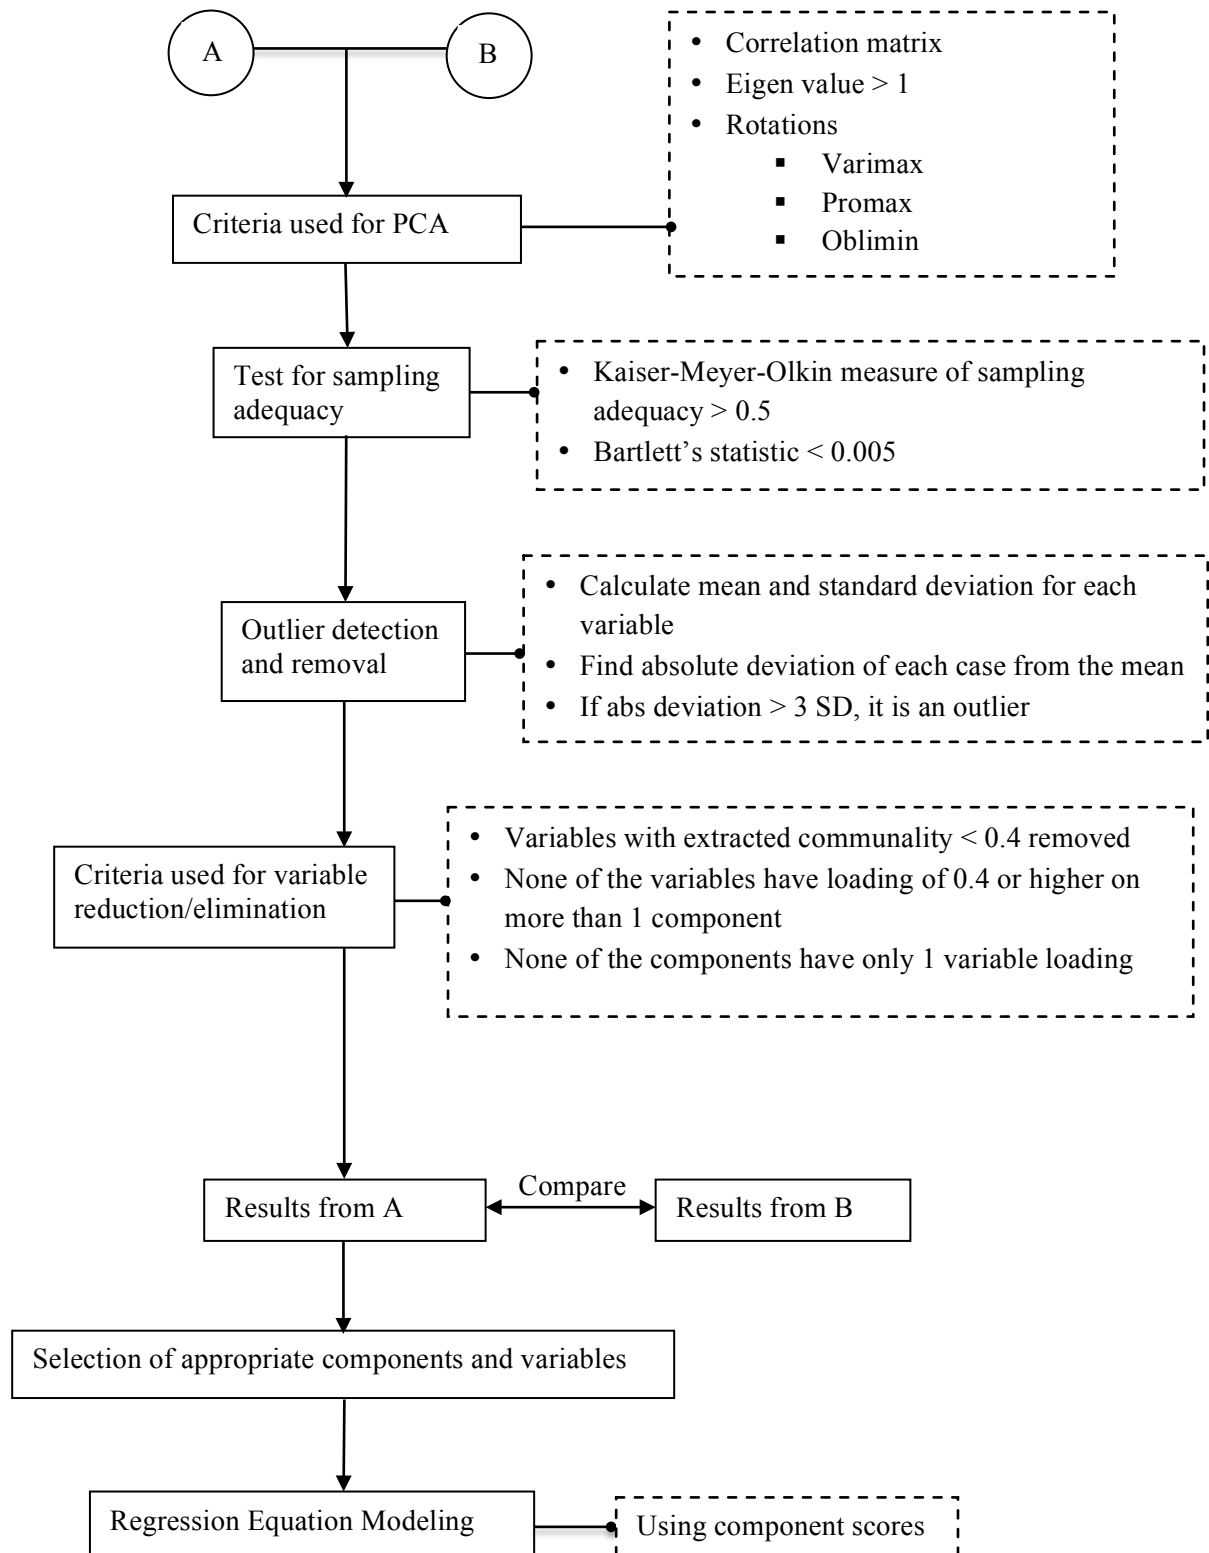 A
B
• Correlation matrix
• Eigen value > 1
• Rotations
▪ Varimax
▪ Promax
▪ Oblimin
Criteria used for PCA
Test for sampling
adequacy
• Kaiser-Meyer-Olkin measure of sampling
adequacy > 0.5
• Bartlett’s statistic < 0.005
Outlier detection
and removal
• Calculate mean and standard deviation for each
variable
• Find absolute deviation of each case from the mean
• If abs deviation > 3 SD, it is an outlier
Criteria used for variable
reduction/elimination
• Variables with extracted communality < 0.4 removed
• None of the variables have loading of 0.4 or higher on
more than 1 component
• None of the components have only 1 variable loading
Results from A
Compare
Results from B
Selection of appropriate components and variables
Regression Equation Modeling
Using component scores